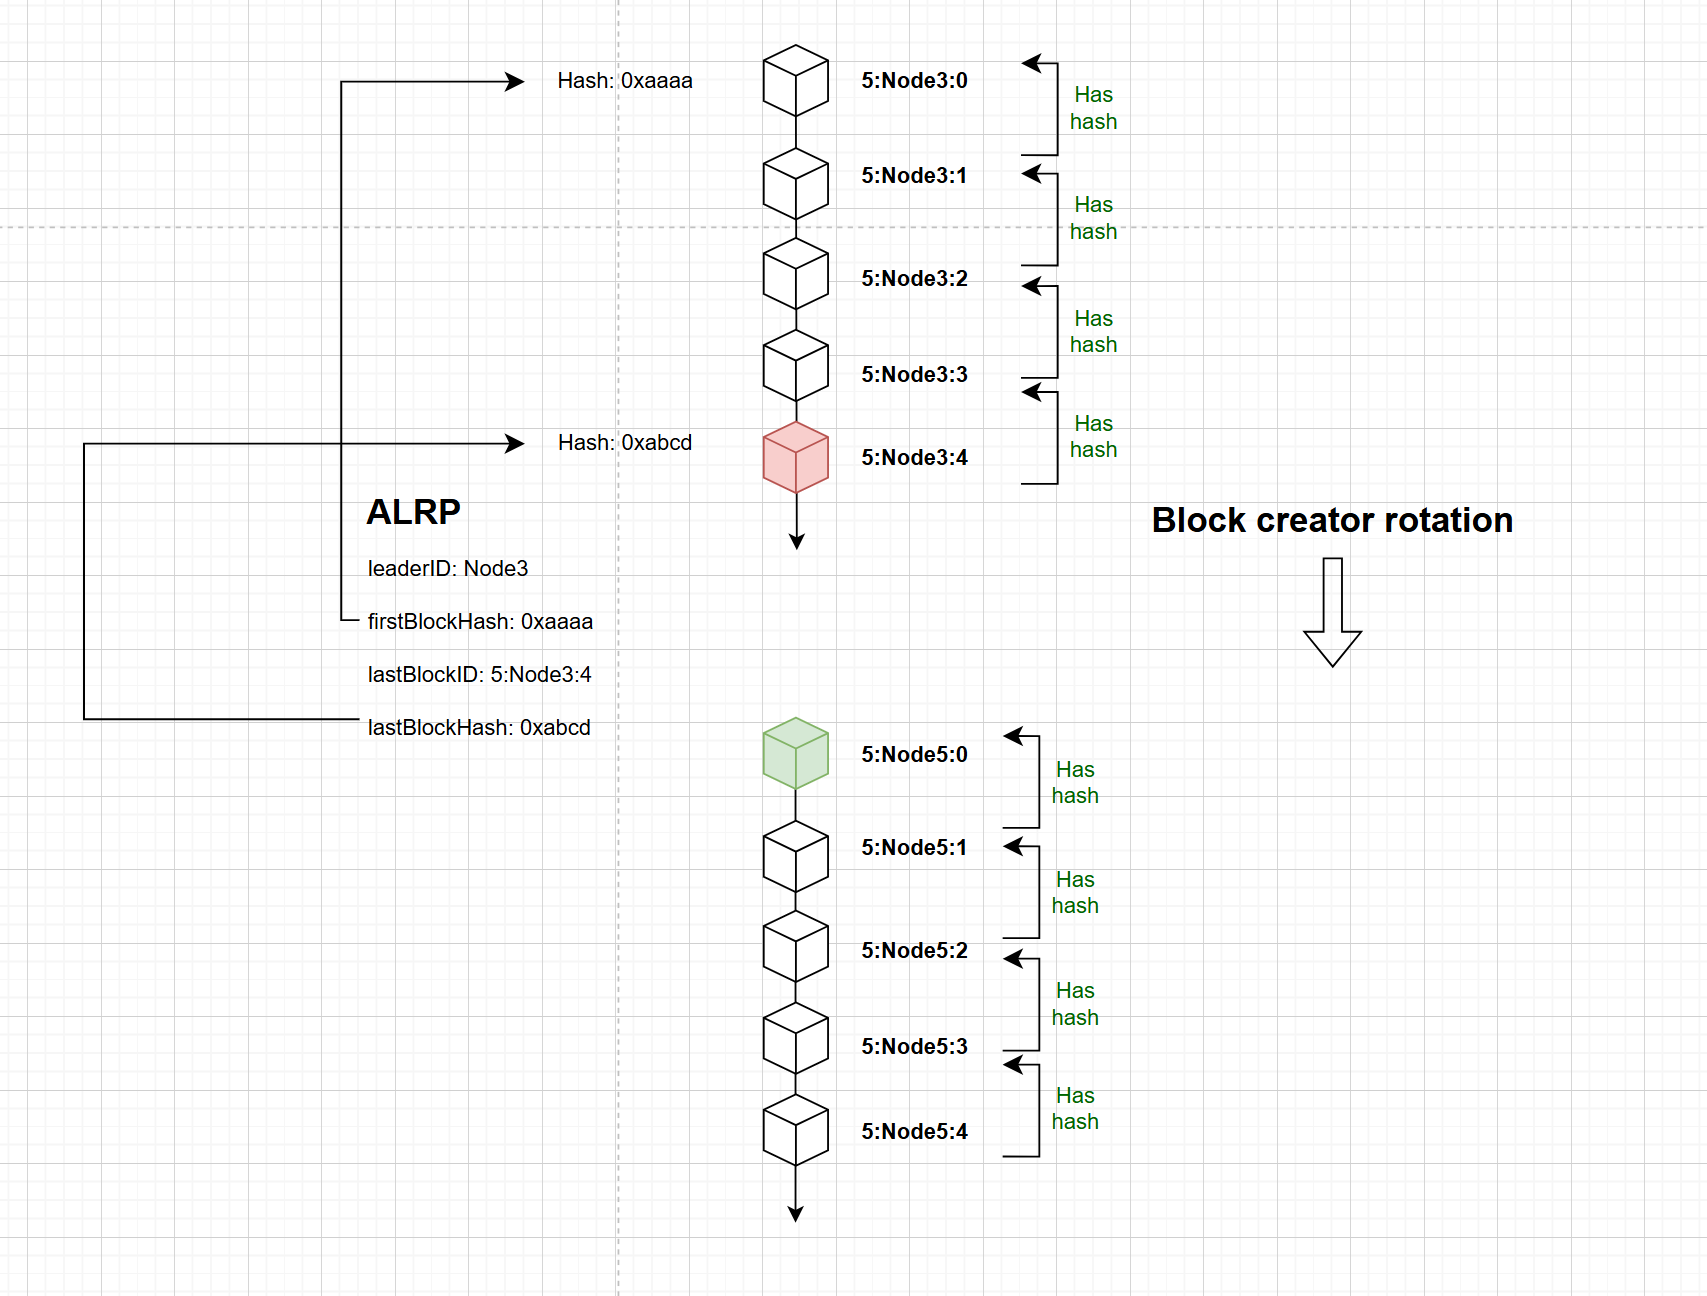 Hash: 0xaaaa
5:Node3:0
Has
hash
5:Node3:1
Has
hash
5:Node3:2
Has
hash
5:Node3:3
Has
hash
Hash: 0xabcd
5:Node3:4
ALRP
leaderID: Node3
firstBlockHash: 0xaaaa
lastBlockID: 5:Node3:4
lastBlockHash: 0xabcd
Block creator rotation
5:Node5:0
Has
hash
5:Node5:1
Has
hash
5:Node5:2
Has
hash
5:Node5:3
Has
hash
5:Node5:4